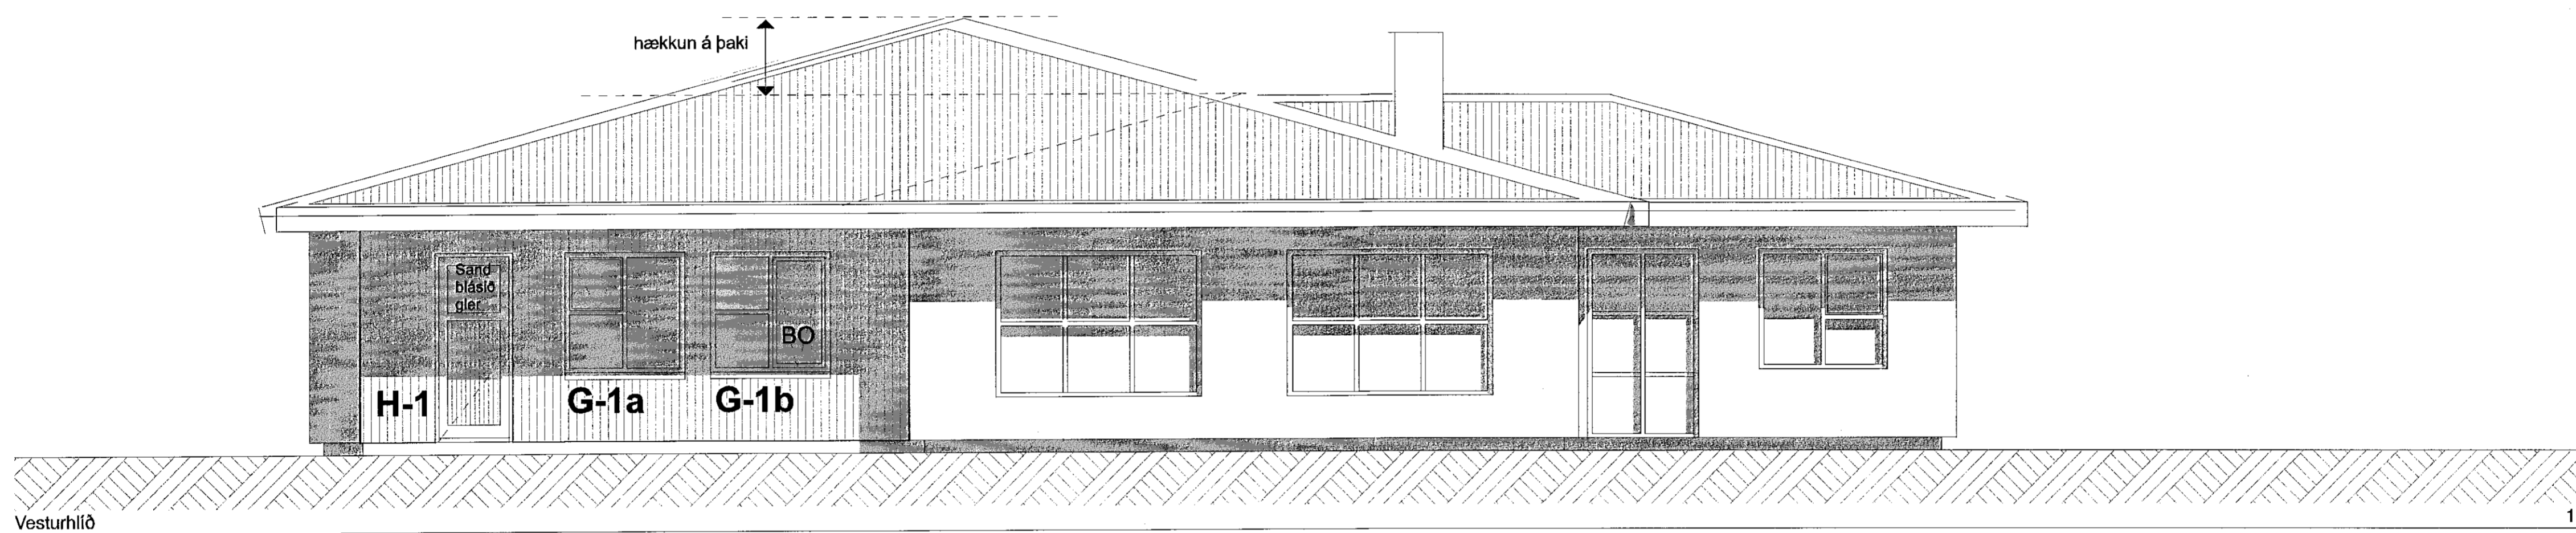 hækkun á þaki
Sand
blásið
gler
BO
H-1
G-1a
G-1b
Vesturhlíð
1